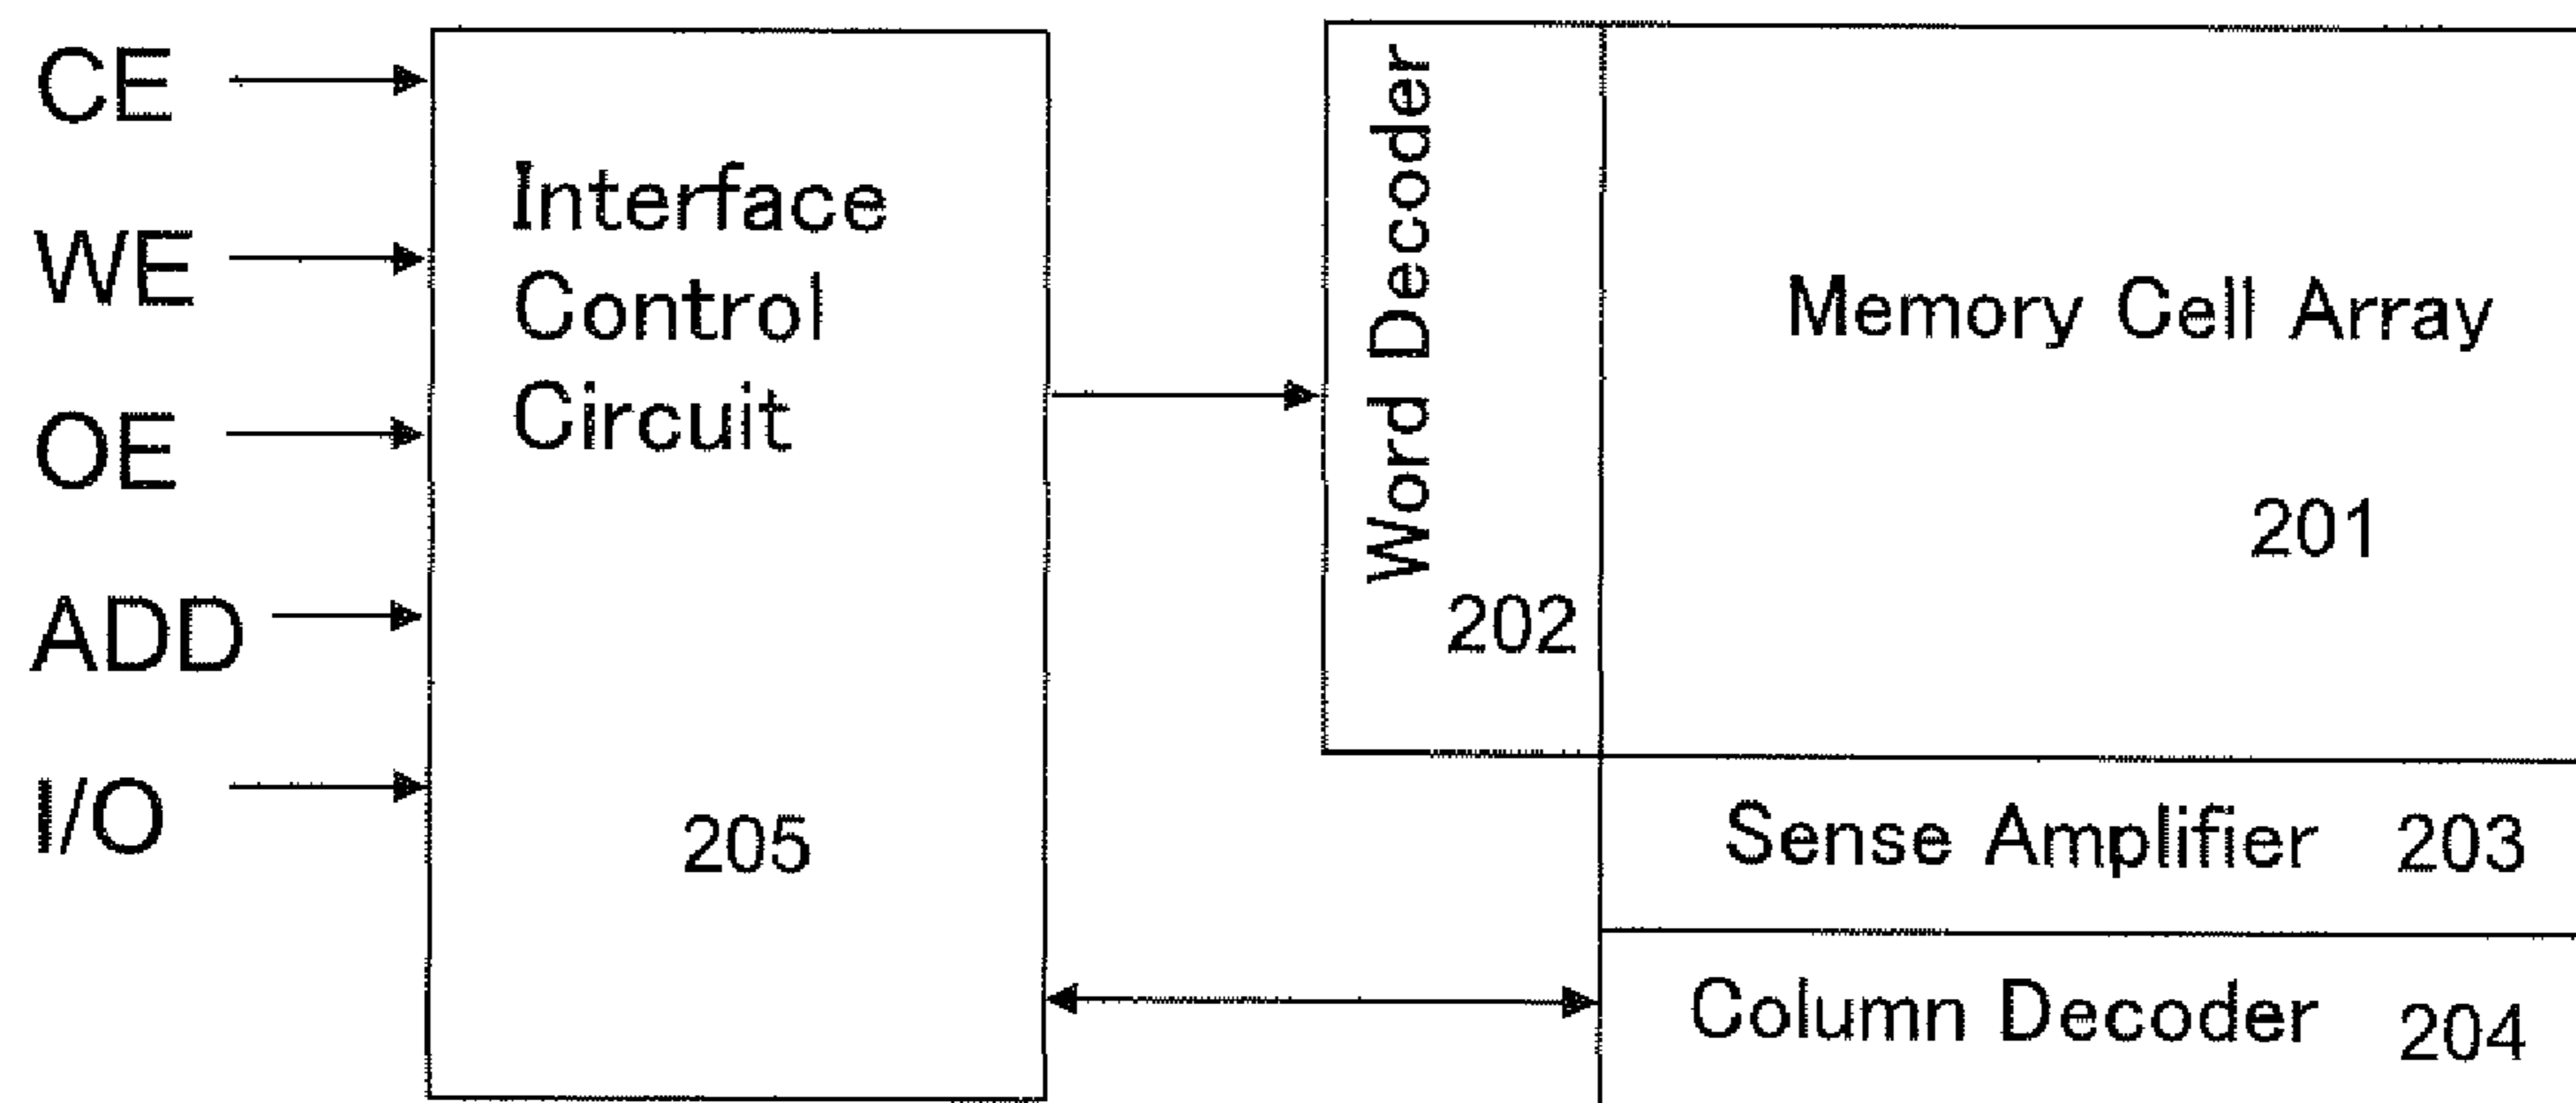 CE
WE
OE
ADD
I/O
Interface
Control
Circuit
205
Word Decoder
202
Memory Cell Array
201
Sense Amplifier 203
Column Decoder 204